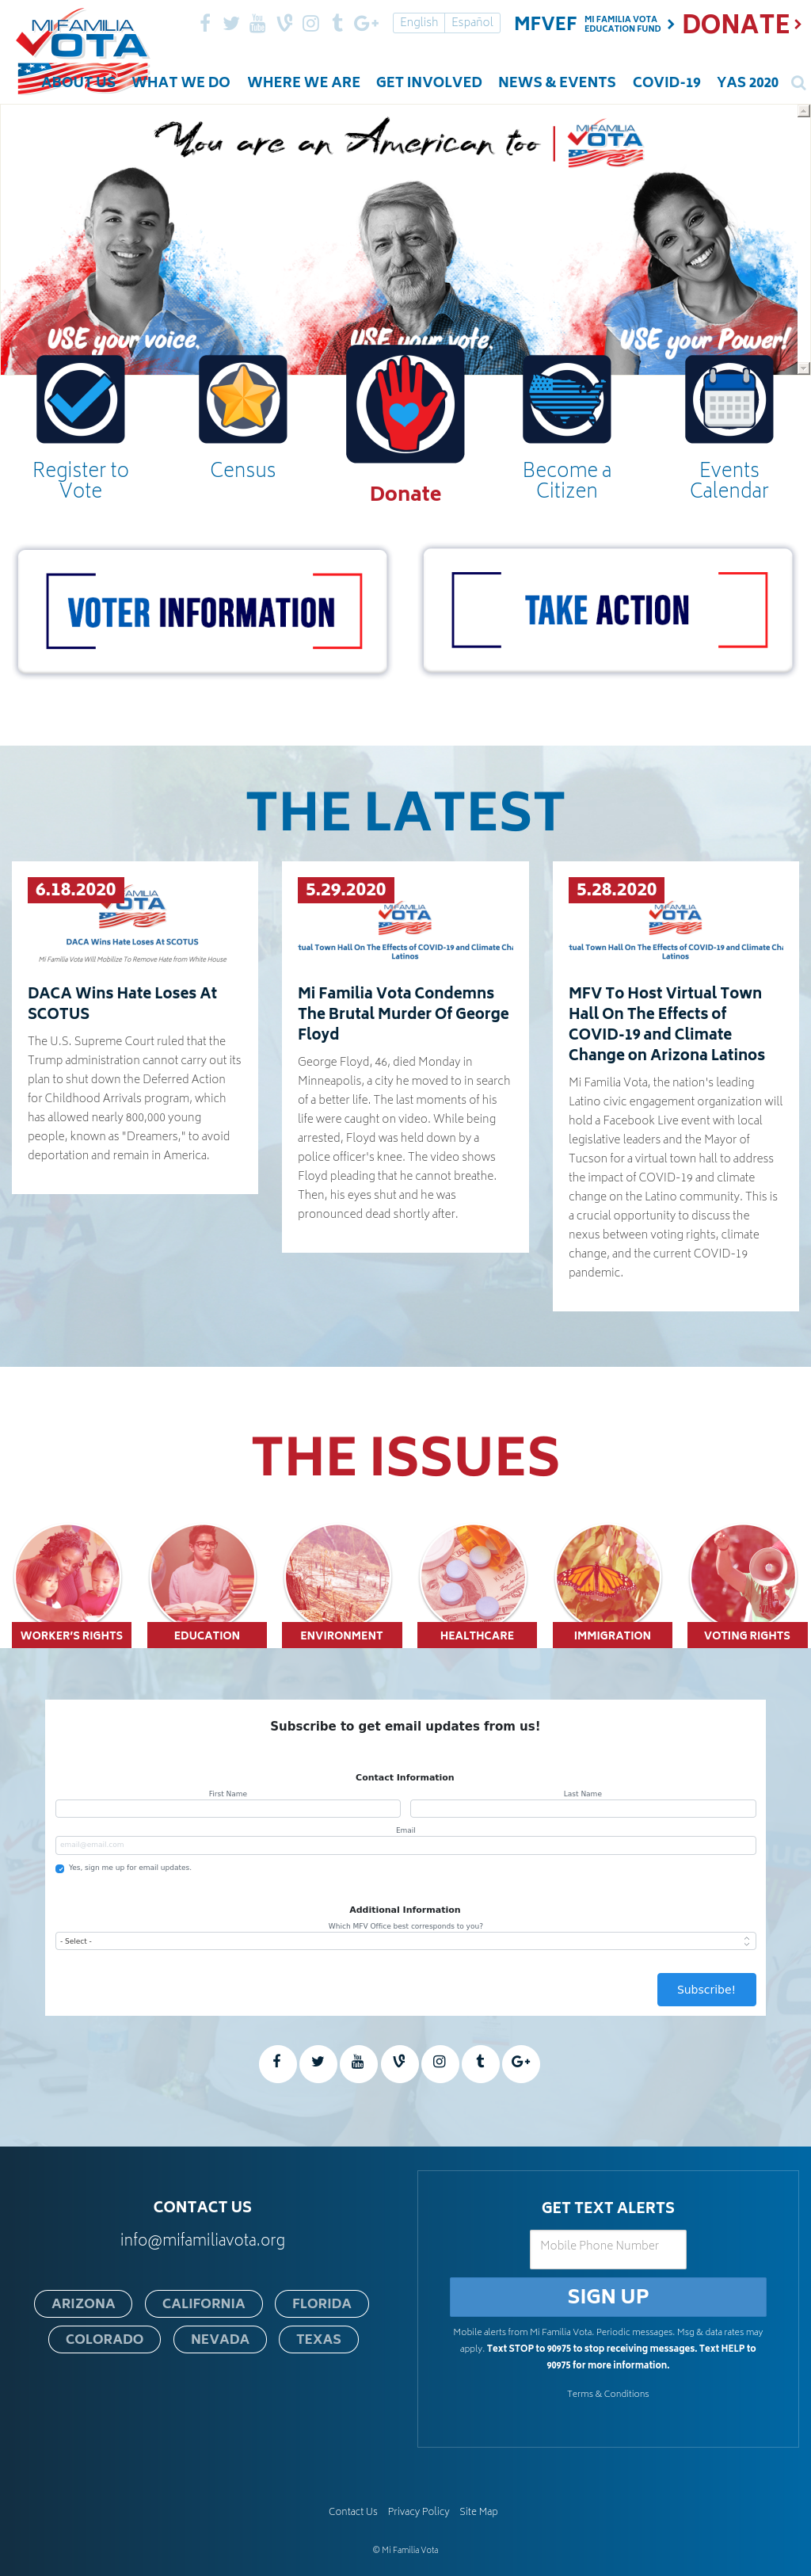 MI FAMILIA
VOTA
English Español
MFVEF MI FAMILIA VOTA
EDUCATION FUND
DONATE
ABOUT US WHAT WE DO WHERE WE ARE GET INVOLVED NEWS & EVENTS COVID-19 YAS 2020
You are an American too
MI FAMILIA
VOTA
USE your voice. USE your vote. USE your Power!
Register to
Vote
Census
Donate
Become a
Citizen
Events
Calendar
VOTER INFORMATION
TAKE ACTION
THE LATEST
6.18.2020
DACA Wins Hate Loses At SCOTUS
Mi Familia Vota Will Mobilize To Remove Hate from White House
DACA Wins Hate Loses At
SCOTUS
The U.S. Supreme Court ruled that the
Trump administration cannot carry out its
plan to shut down the Deferred Action
for Childhood Arrivals program, which
has allowed nearly 800,000 young
people, known as "Dreamers," to avoid
deportation and remain in America.
5.29.2020
MI FAMILIA
VOTA
tual Town Hall On The Effects of COVID-19 and Climate Cha
Latinos
Mi Familia Vota Condemns
The Brutal Murder Of George
Floyd
George Floyd, 46, died Monday in
Minneapolis, a city he moved to in search
of a better life. The last moments of his
life were caught on video. While being
arrested, Floyd was held down by a
police officer's knee. The video shows
Floyd pleading that he cannot breathe.
Then, his eyes shut and he was
pronounced dead shortly after.
5.28.2020
MI FAMILIA
VOTA
tual Town Hall On The Effects of COVID-19 and Climate Cha
Latinos
MFV To Host Virtual Town
Hall On The Effects of
COVID-19 and Climate
Change on Arizona Latinos
Mi Familia Vota, the nation's leading
Latino civic engagement organization will
hold a Facebook Live event with local
legislative leaders and the Mayor of
Tucson for a virtual town hall to address
the impact of COVID-19 and climate
change on the Latino community. This is
a crucial opportunity to discuss the
nexus between voting rights, climate
change, and the current COVID-19
pandemic.
THE ISSUES
WORKER'S RIGHTS EDUCATION ENVIRONMENT HEALTHCARE IMMIGRATION VOTING RIGHTS
Subscribe to get email updates from us!
Contact Information
First Name Last Name
Email
email@email.com
Yes, sign me up for email updates.
Additional Information
Which MFV Office best corresponds to you?
- Select -
Subscribe!
CONTACT US
info@mifamiliavota.org
ARIZONA CALIFORNIA FLORIDA
COLORADO NEVADA TEXAS
GET TEXT ALERTS
Mobile Phone Number
SIGN UP
Mobile alerts from Mi Familia Vota. Periodic messages. Msg & data rates may
apply. Text STOP to 90975 to stop receiving messages. Text HELP to
90975 for more information.
Terms & Conditions
Contact Us Privacy Policy Site Map
© Mi Familia Vota